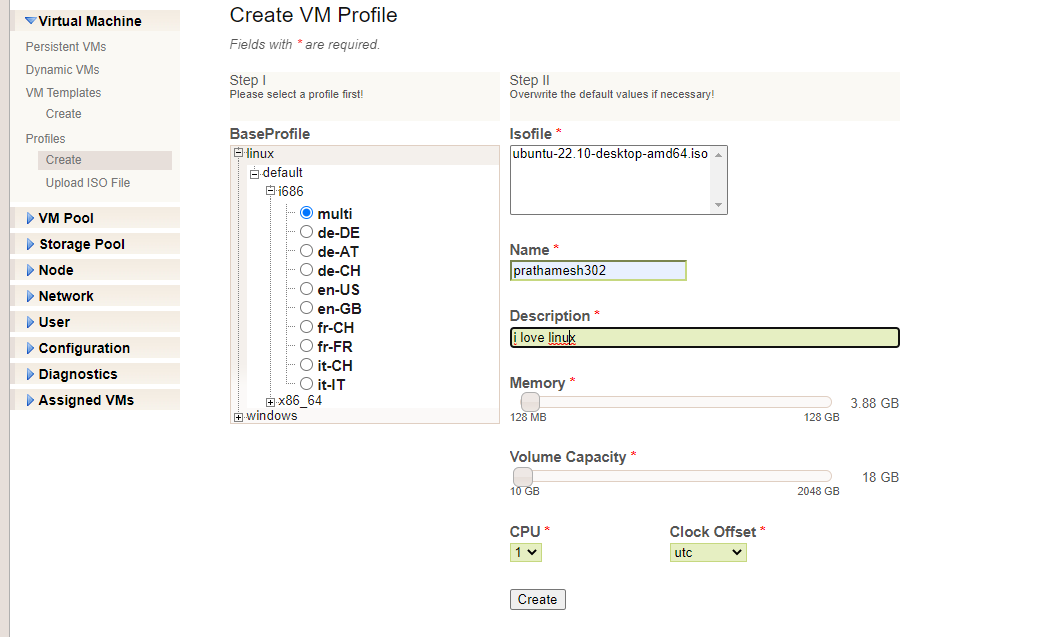 Virtual Machine
Persistent VMs
Dynamic VMs
VM Templates
Create
Profiles
Create
Upload ISO File
VM Pool
Storage Pool
Node
Network
User
Configuration
Diagnostics
Assigned VMs
Create VM Profile
Fields with * are required.
Step I
Please select a profile first!
BaseProfile
linux
default
i686
multi
de-DE
de-AT
de-CH
en-US
en-GB
fr-CH
fr-FR
it-CH
it-IT
x86_64
windows
Step II
Overwrite the default values if necessary!
Isofile *
ubuntu-22.10-desktop-amd64.iso
Name *
prathamesh302
Description *
i love linux
Memory *
3.88 GB
128 MB 128 GB
Volume Capacity *
18 GB
10 GB 2048 GB
CPU * Clock Offset *
1 utc
Create